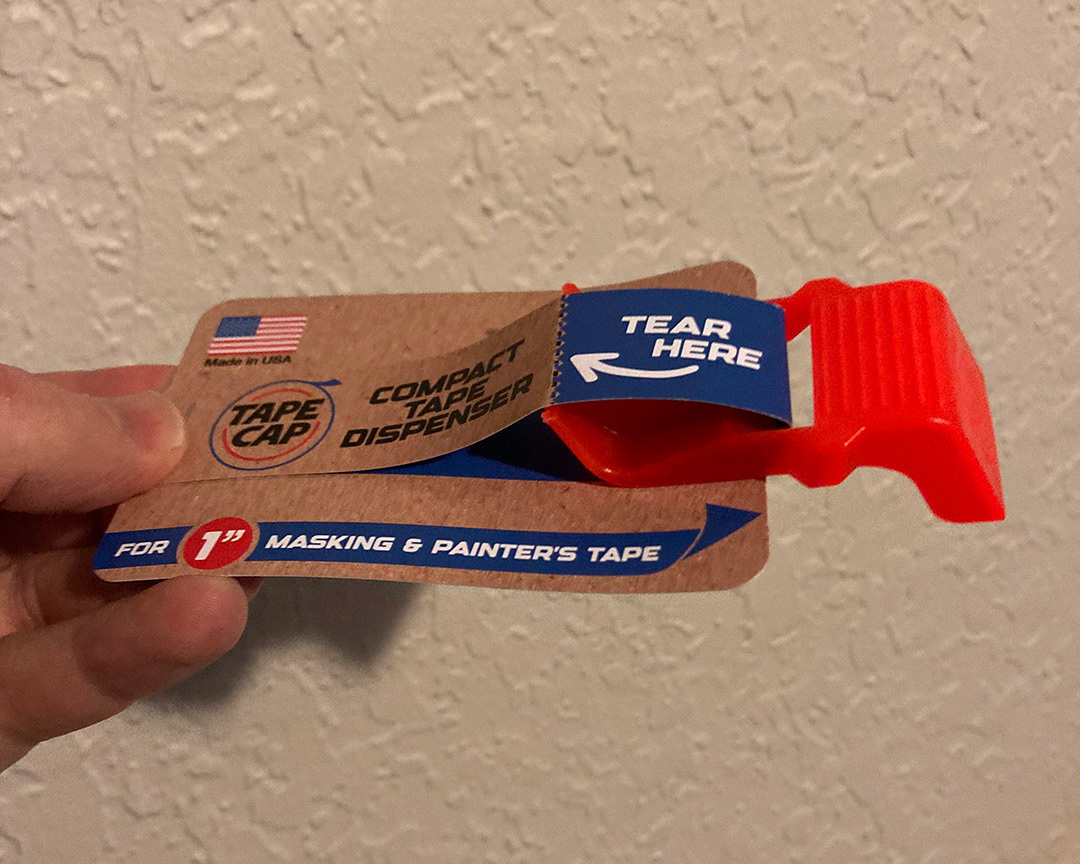 Made in USA
TAPE
CAP
COMPACT
TAPE
DISPENSER
TEAR
HERE
FOR 1” MASKING & PAINTER'S TAPE